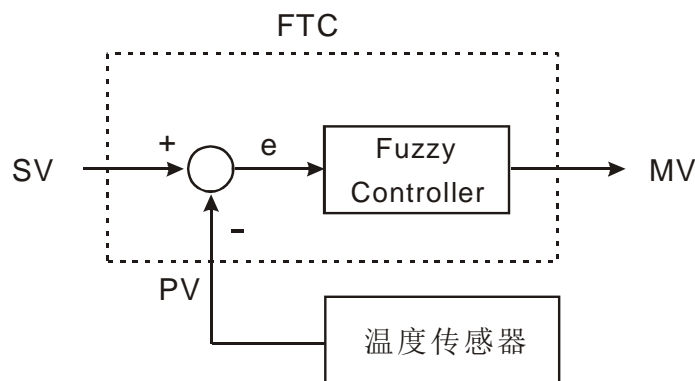 FTC
SV
+
e
Fuzzy
Controller
MV
-
PV
温度传感器